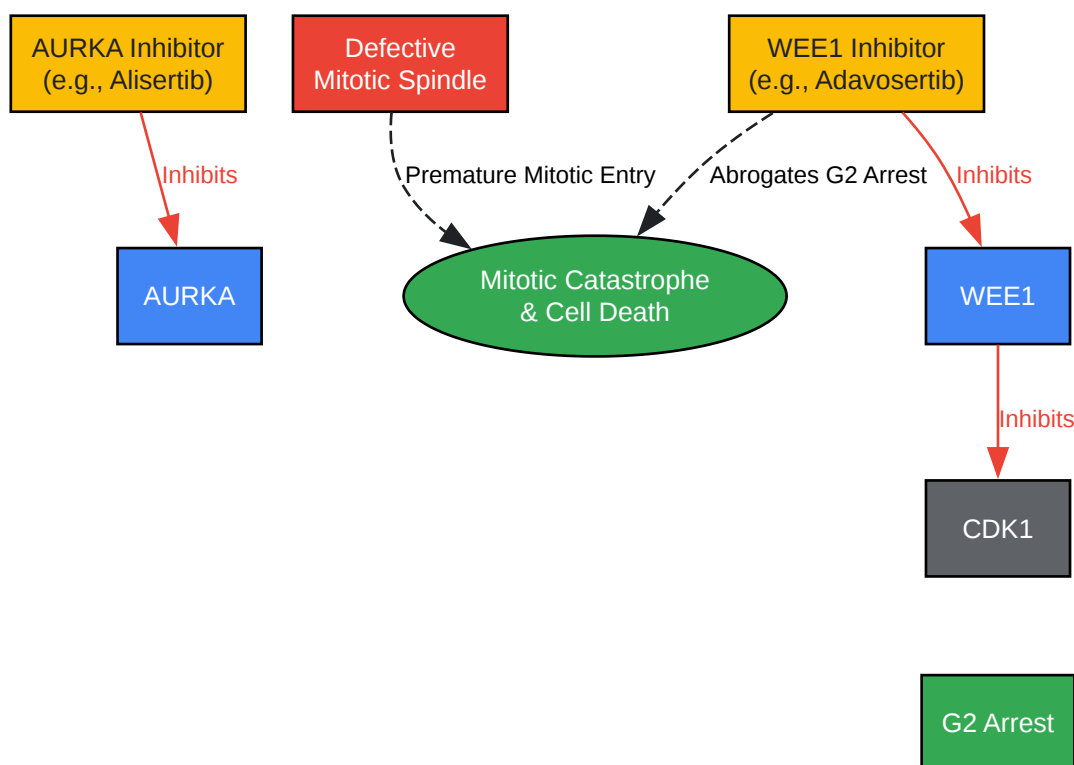 AURKA Inhibitor
(e.g., Alisertib)
Defective
Mitotic Spindle
WEE1 Inhibitor
(e.g., Adavosertib)
Inhibits
Premature Mitotic Entry
Abrogates G2 Arrest
Inhibits
AURKA
Mitotic Catastrophe
& Cell Death
WEE1
Inhibits
CDK1
G2 Arrest